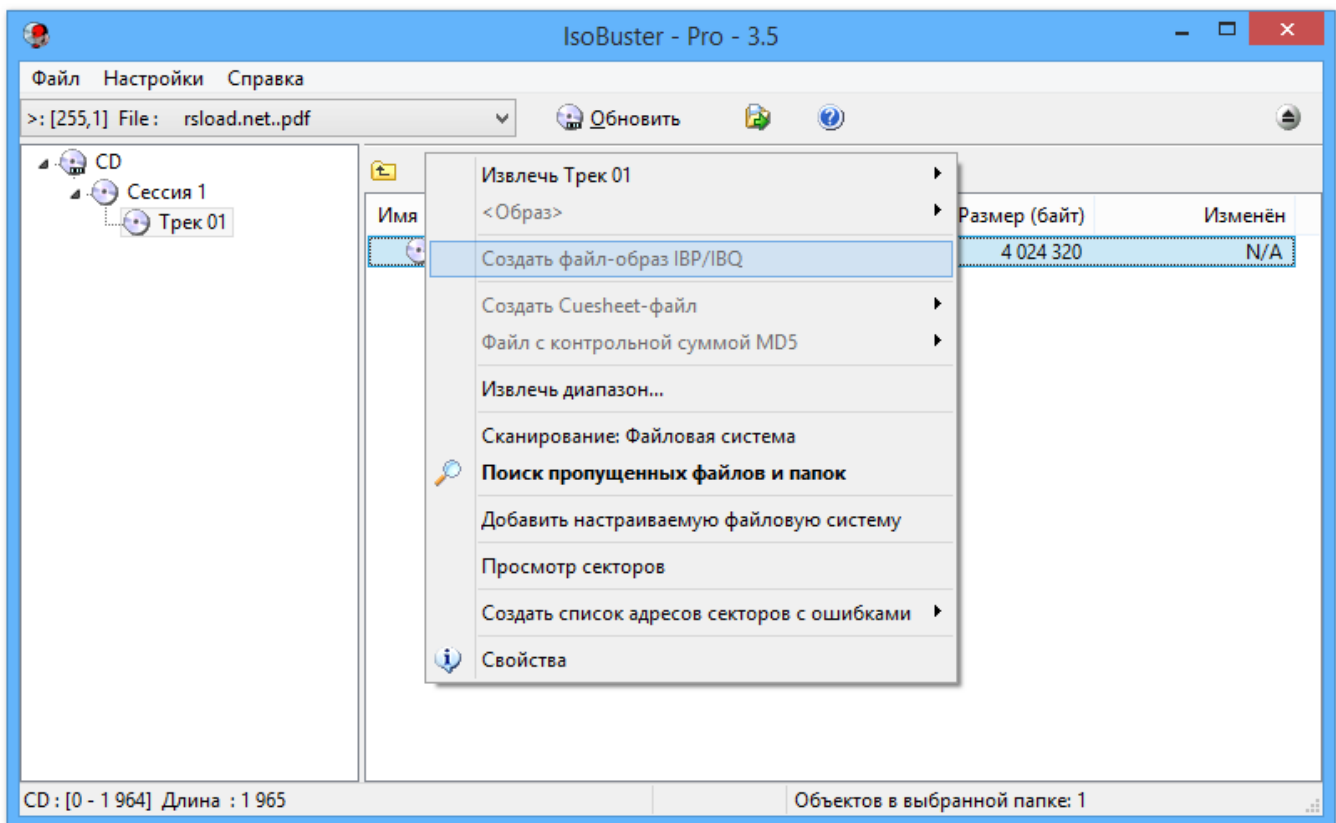 IsoBuster - Pro - 3.5
Файл Настройки Справка
>: [255,1] File : rsload.net..pdf
Обновить
CD
Сессия 1
Трек 01
Имя
Размер (байт)
Изменён
4 024 320
N/A
Извлечь Трек 01
<Образ>
Создать файл-образ IBP/IBQ
Создать Cuesheet-файл
Файл с контрольной суммой MD5
Извлечь диапазон...
Сканирование: Файловая система
Поиск пропущенных файлов и папок
Добавить настраиваемую файловую систему
Просмотр секторов
Создать список адресов секторов с ошибками
Свойства
CD : [0 - 1 964] Длина : 1 965
Объектов в выбранной папке: 1